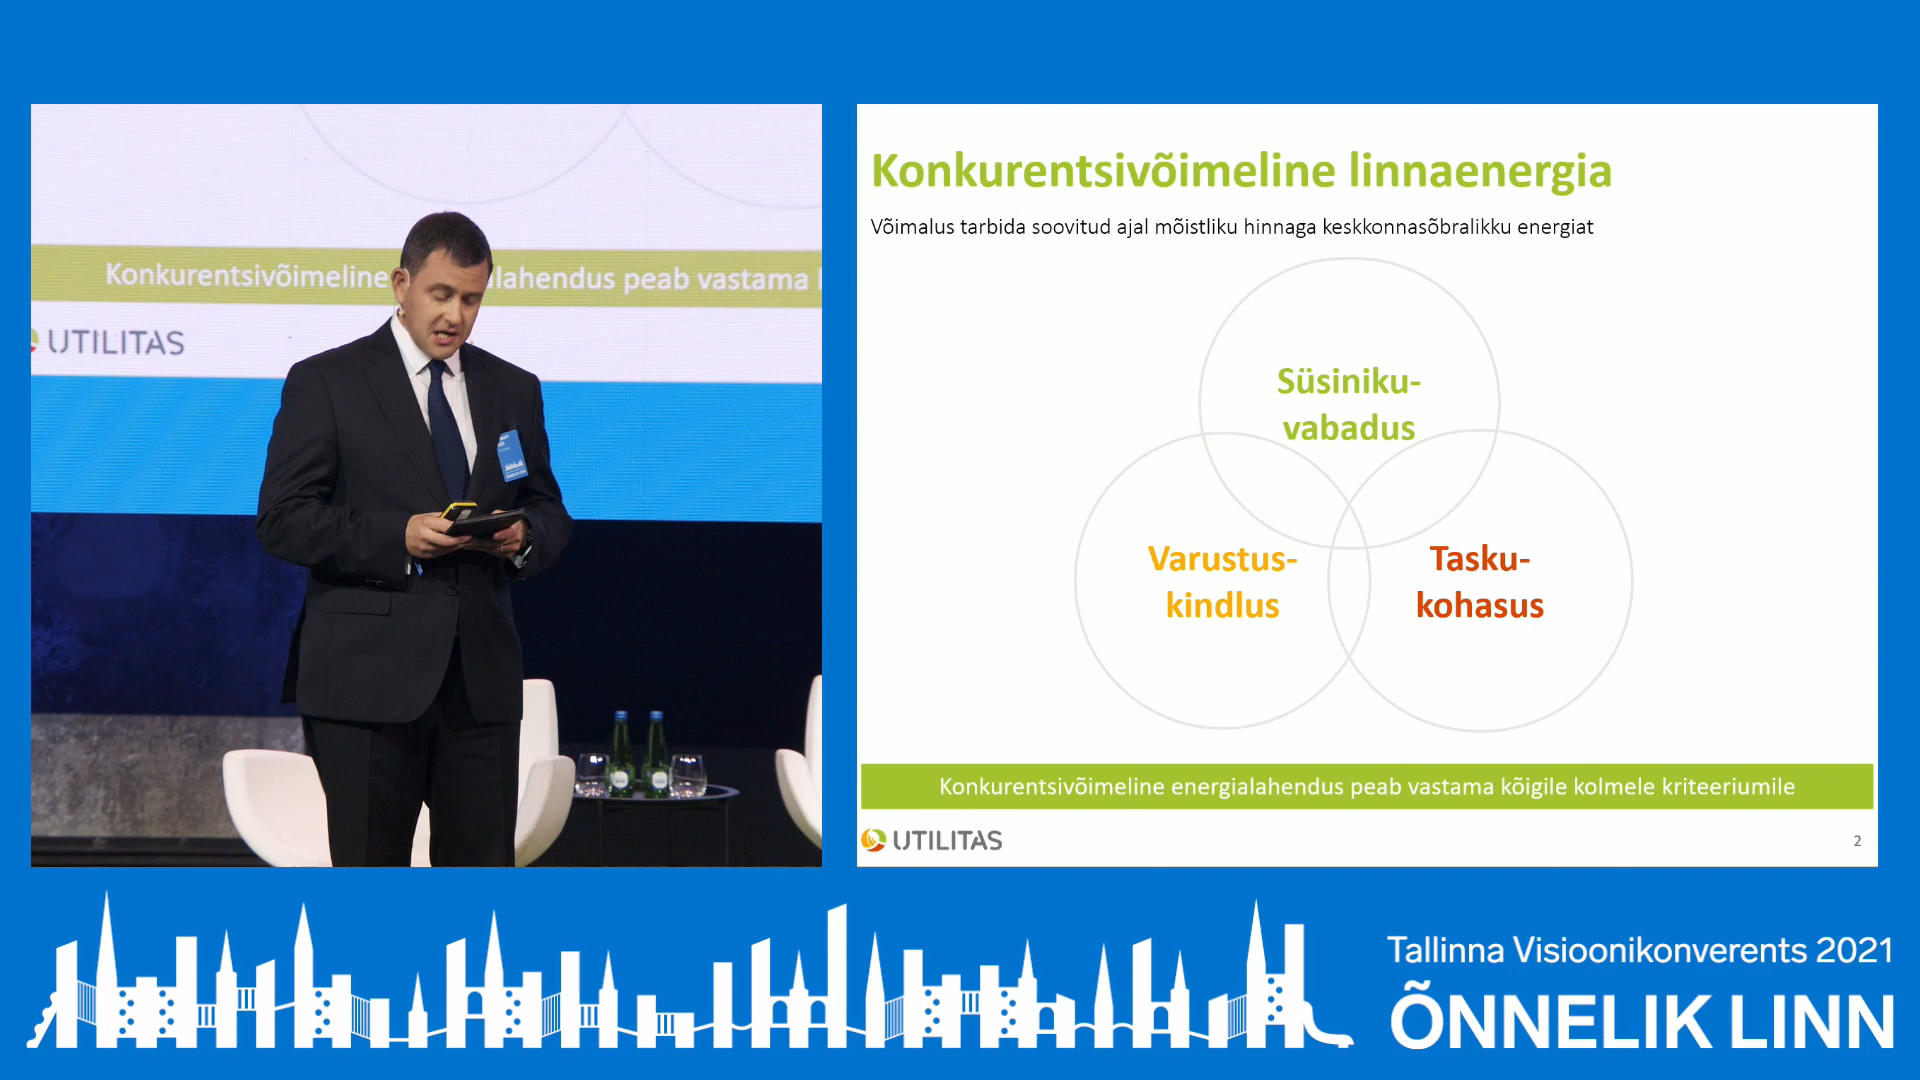 Konkurentsivõimeline lahendus peab vastama
UTILITAS
Konkurentsivõimeline linnaenergia
Võimalus tarbida soovitud ajal mõistliku hinnaga keskkonnasõbralikku energiat
Süsiniku-
vabadus
Varustus-
kindlus
Tasku-
kohasus
Konkurentsivõimeline energialahendus peab vastama kõigile kolmele kriteeriumile
UTILITAS
2
Tallinna Visioonikonverents 2021
ÕNNELIK LINN